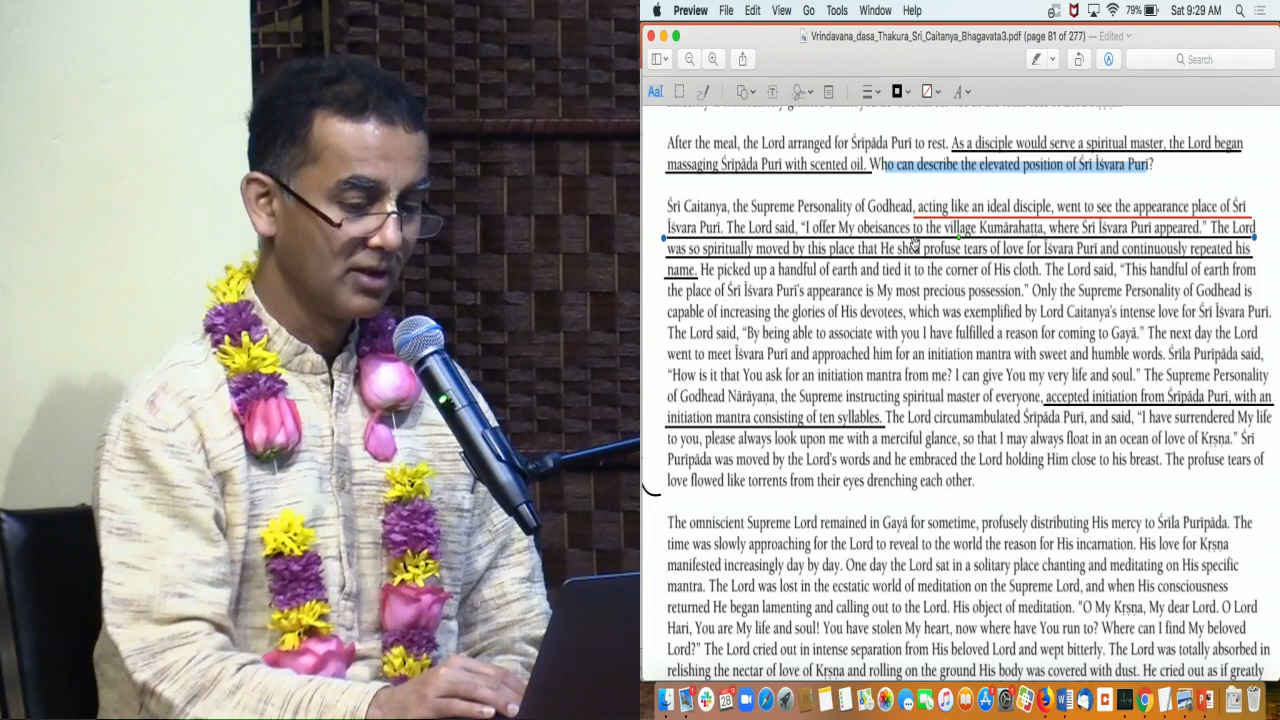 Preview File Edit View Go Tools Window Help 79% Sat 9:29 AM
Vrindavana_dasa_Thakura_Sri_Caitanya_Bhagavata3.pdf (page 81 of 277) — Edited
Search
After the meal, the Lord arranged for Śrīpāda Purī to rest. As a disciple would serve a spiritual master, the Lord began
massaging Śrīpāda Purī with scented oil. Who can describe the elevated position of Śrī Īśvara Purī?
Śrī Caitanya, the Supreme Personality of Godhead, acting like an ideal disciple, went to see the appearance place of Śrī
Īśvara Purī. The Lord said, “I offer My obeisances to the village Kumārahaṭṭa, where Śrī Īśvara Purī appeared.” The Lord
was so spiritually moved by this place that He shed profuse tears of love for Īśvara Purī and continuously repeated his
name. He picked up a handful of earth and tied it to the corner of His cloth. The Lord said, “This handful of earth from
the place of Śrī Īśvara Purī’s appearance is My most precious possession.” Only the Supreme Personality of Godhead is
capable of increasing the glories of His devotees, which was exemplified by Lord Caitanya’s intense love for Śrī Īśvara Purī.
The Lord said, “By being able to associate with you I have fulfilled a reason for coming to Gayā.” The next day the Lord
went to meet Īśvara Purī and approached him for an initiation mantra with sweet and humble words. Śrīla Purīpāda said,
“How is it that You ask for an initiation mantra from me? I can give You my very life and soul.” The Supreme Personality
of Godhead Nārāyaṇa, the Supreme instructing spiritual master of everyone, accepted initiation from Śrīpāda Purī, with an
initiation mantra consisting of ten syllables. The Lord circumambulated Śrīpāda Purī, and said, “I have surrendered My life
to you, please always look upon me with a merciful glance, so that I may always float in an ocean of love of Kṛṣṇa.” Śrī
Purīpāda was moved by the Lord’s words and he embraced the Lord holding Him close to his breast. The profuse tears of
love flowed like torrents from their eyes drenching each other.
The omniscient Supreme Lord remained in Gayā for sometime, profusely distributing His mercy to Śrīla Purīpāda. The
time was slowly approaching for the Lord to reveal to the world the reason for His incarnation. His love for Kṛṣṇa
manifested increasingly day by day. One day the Lord sat in a solitary place chanting and meditating on His specific
mantra. The Lord was lost in the ecstatic world of meditation on the Supreme Lord, and when His consciousness
returned He began lamenting and calling out to the Lord. His object of meditation. "O My Kṛṣṇa, My dear Lord. O Lord
Hari, You are My life and soul! You have stolen My heart, now where have You run to? Where can I find My beloved
Lord?” The Lord cried out in intense separation from His beloved Lord and wept bitterly. The Lord was totally absorbed in
relishing the nectar of love of Kṛṣṇa and rolling on the ground His body was covered with dust. He cried out as if greatly